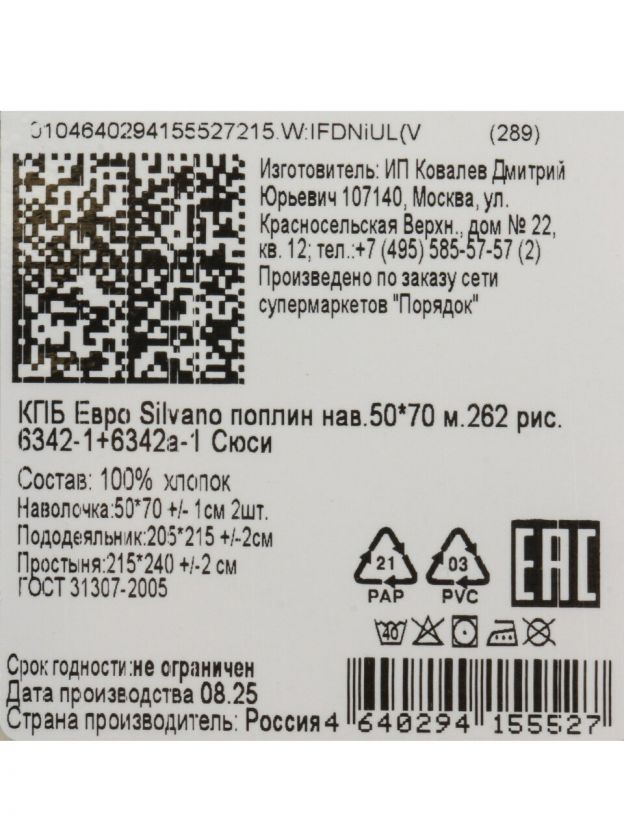 0104640294155527215.W:IFDNiUL(V (289)
Изготовитель: ИП Ковалев Дмитрий
Юрьевич 107140, Москва, ул.
Красносельская Верхн., дом № 22,
кв. 12; тел.:+7 (495) 585-57-57 (2)
Произведено по заказу сети
супермаркетов "Порядок"
КПБ Евро Silvano поплин нав.50*70 м.262 рис.
6342-1+6342а-1 Сюси
Состав: 100% хлопок
Наволочка:50*70 +/- 1см 2шт.
Пододеяльник:205*215 +/-2см
Простыня:215*240 +/-2 см
ГОСТ 31307-2005
21 03
PAP PVC
EAC
40
Срок годности:не ограничен
Дата производства 08.25
Страна производитель: Россия
4 640294 155527